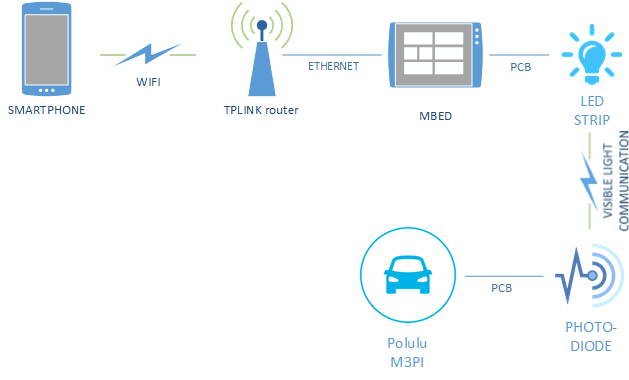 SMARTPHONE
WIFI
TPLINK router
ETHERNET
MBED
PCB
LED
STRIP
VISIBLE LIGHT
COMMUNICATION
PHOTO-
DIODE
PCB
Polulu
M3PI